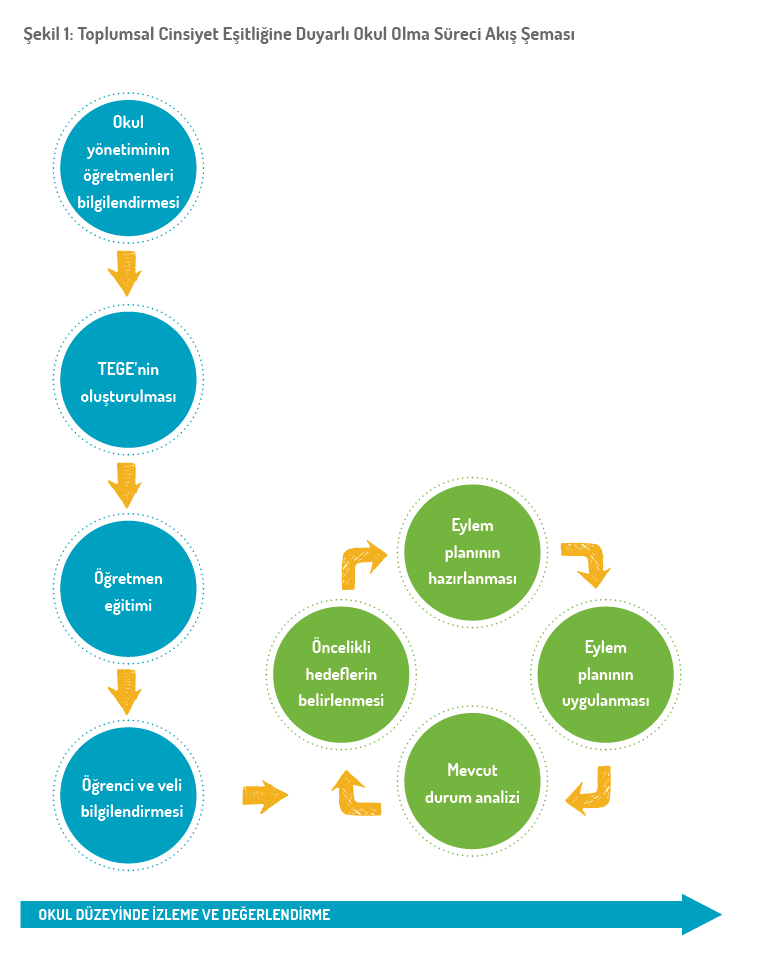 Şekil 1: Toplumsal Cinsiyet Eşitliğine Duyarlı Okul Olma Süreci Akış Şeması
Okul
yönetiminin
öğretmenleri
bilgilendirmesi
TEGE’nin
oluşturulması
Öğretmen
eğitimi
Öğrenci ve veli
bilgilendirmesi
Mevcut
durum analizi
Öncelikli
hedeflerin
belirlenmesi
Eylem
planının
hazırlanması
Eylem
planının
uygulanması
OKUL DÜZEYİNDE İZLEME VE DEĞERLENDİRME